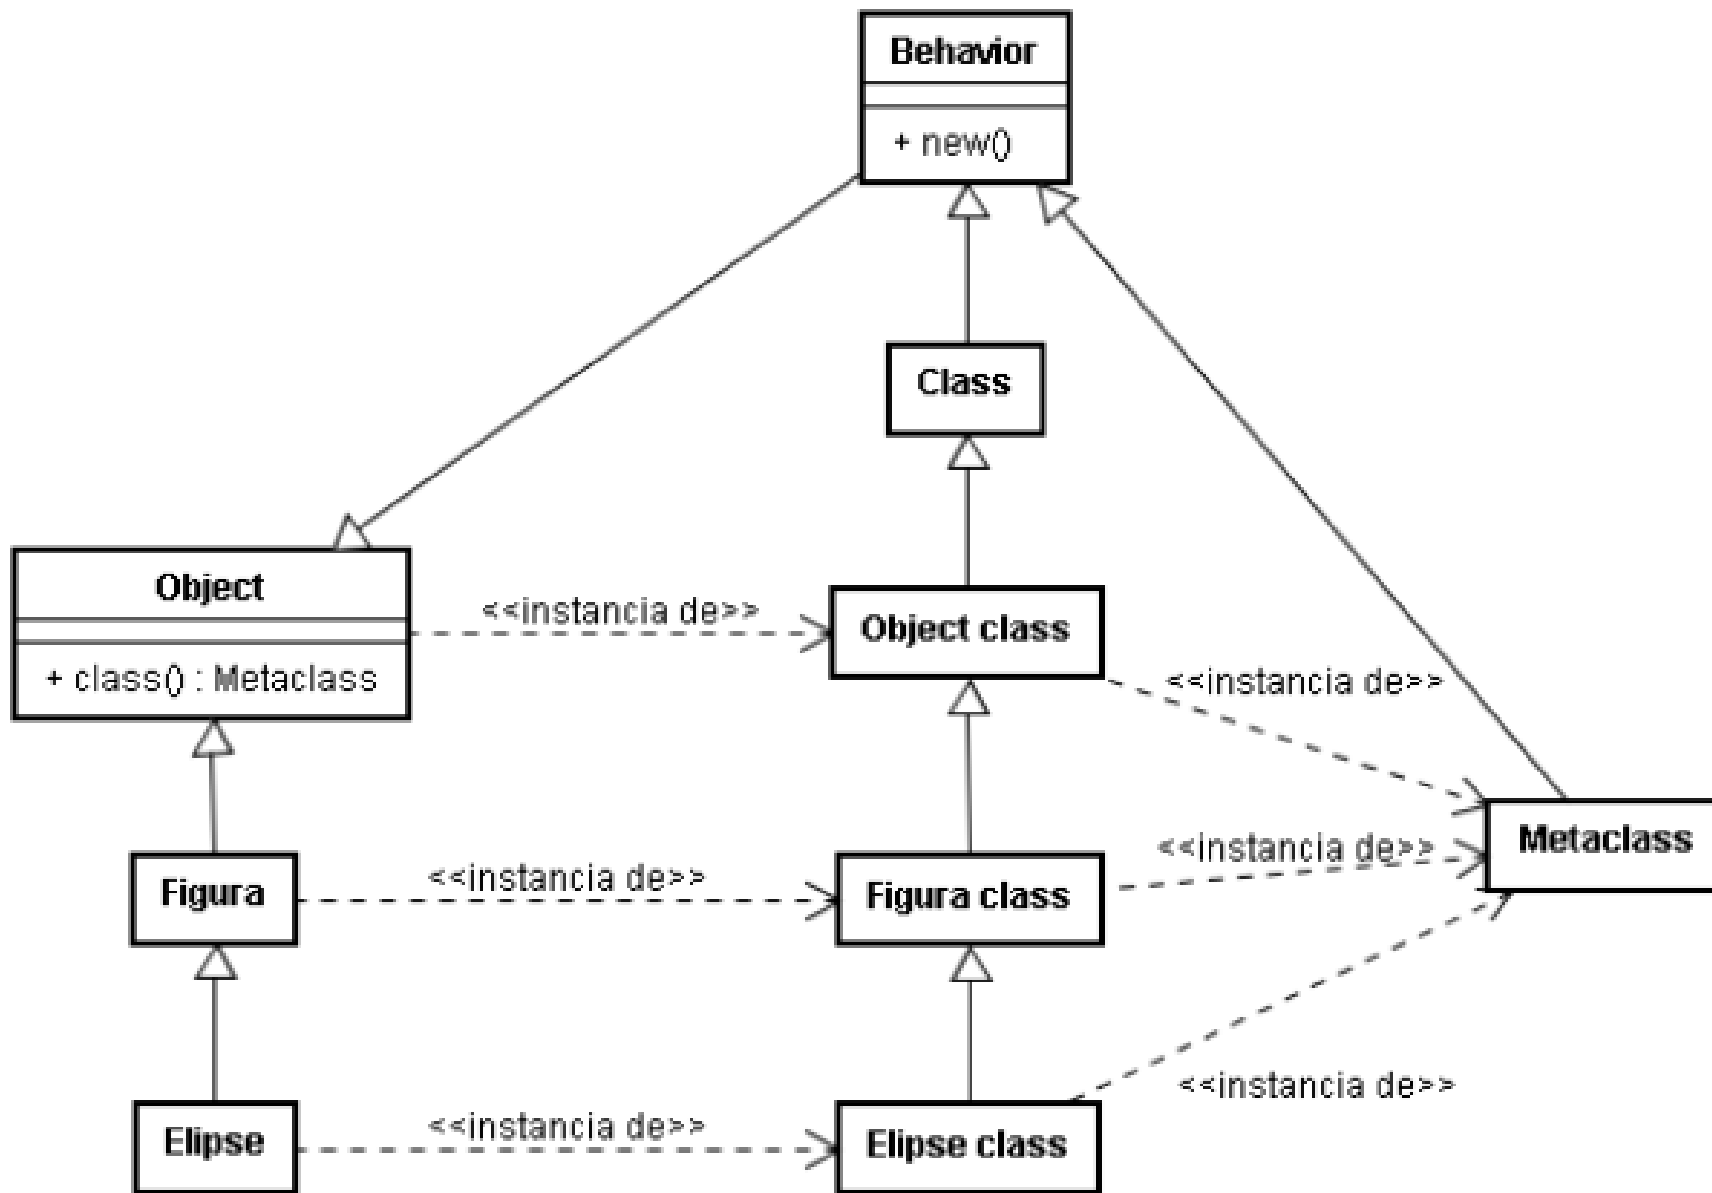 Behavior
+ new()
Class
Object
+ class() : Metaclass
<<instancia de>>
Object class
<<instancia de>>
Metaclass
Figura
<<instancia de>>
Figura class
<<instancia de>>
Elipse
<<instancia de>>
Elipse class
<<instancia de>>